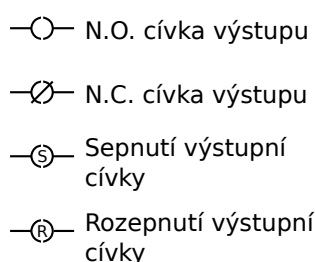 N.O. cívka výstupu
N.C. cívka výstupu
S Sepnutí výstupní
cívky
R Rozepnutí výstupní
cívky